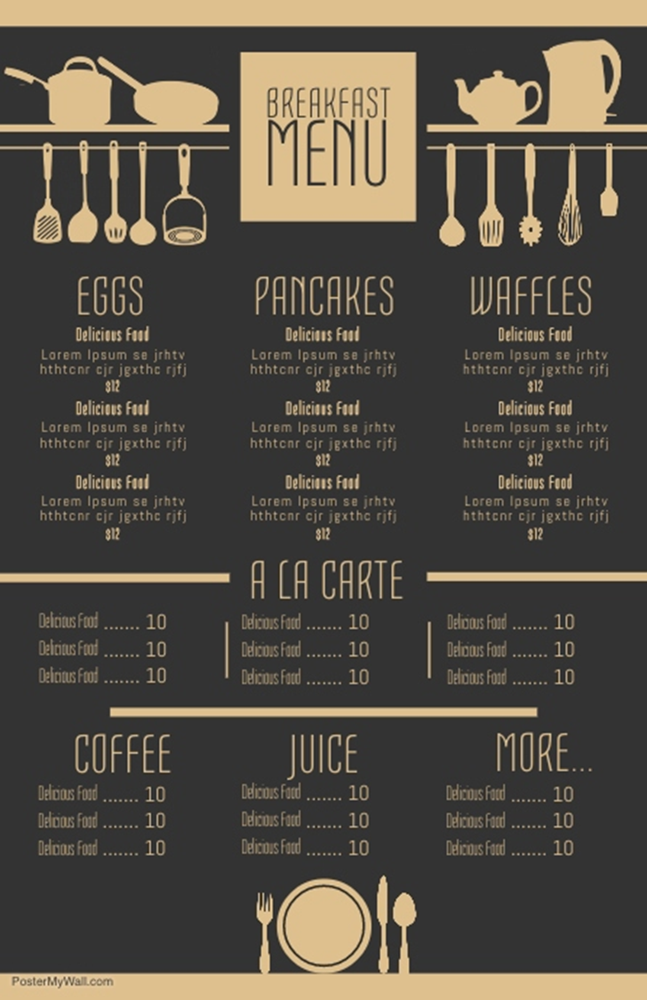 BREAKFAST
MENU
EGGS
Delicious Food
Lorem Ipsum se jrhtv
hthtcnr cjr jgxthc rjfj
$12
Delicious Food
Lorem Ipsum se jrhtv
hthtcnr cjr jgxthc rjfj
$12
Delicious Food
Lorem Ipsum se jrhtv
hthtcnr cjr jgxthc rjfj
$12
PANCAKES
Delicious Food
Lorem Ipsum se jrhtv
hthtcnr cjr jgxthc rjfj
$12
Delicious Food
Lorem Ipsum se jrhtv
hthtcnr cjr jgxthc rjfj
$12
Delicious Food
Lorem Ipsum se jrhtv
hthtcnr cjr jgxthc rjfj
$12
WAFFLES
Delicious Food
Lorem Ipsum se jrhtv
hthtcnr cjr jgxthc rjfj
$12
Delicious Food
Lorem Ipsum se jrhtv
hthtcnr cjr jgxthc rjfj
$12
Delicious Food
Lorem Ipsum se jrhtv
hthtcnr cjr jgxthc rjfj
$12
A LA CARTE
Delicious Food ....... 10
Delicious Food ....... 10
Delicious Food ....... 10
Delicious Food ....... 10
Delicious Food ....... 10
Delicious Food ....... 10
Delicious Food ....... 10
Delicious Food ....... 10
Delicious Food ....... 10
COFFEE
Delicious Food ....... 10
Delicious Food ....... 10
Delicious Food ....... 10
JUICE
Delicious Food ....... 10
Delicious Food ....... 10
Delicious Food ....... 10
MORE...
Delicious Food ....... 10
Delicious Food ....... 10
Delicious Food ....... 10
PosterMyWall.com